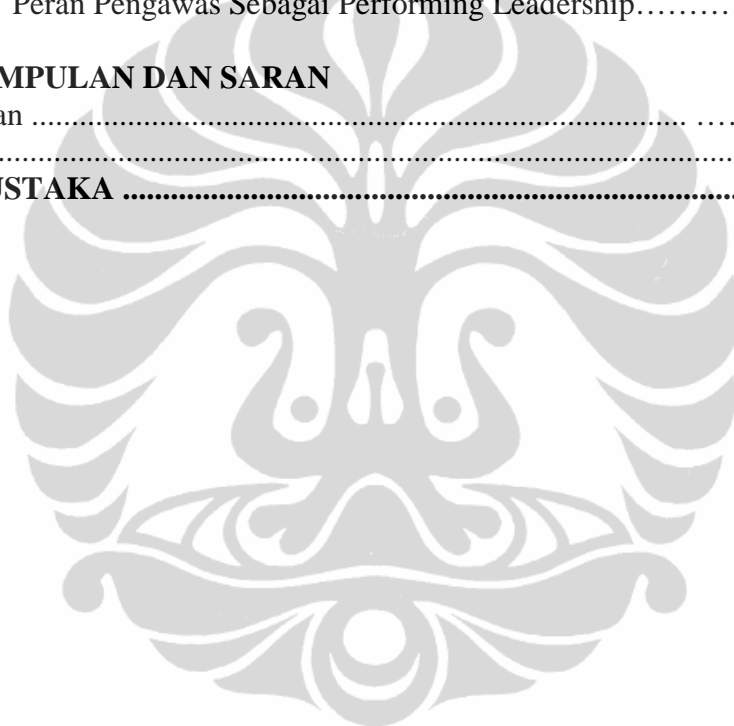 Peran Pengawas Sebagai Performing Leadership………
MPULAN DAN SARAN
an .................................................................................. …
..............................................................................................
USTAKA ..............................................................................